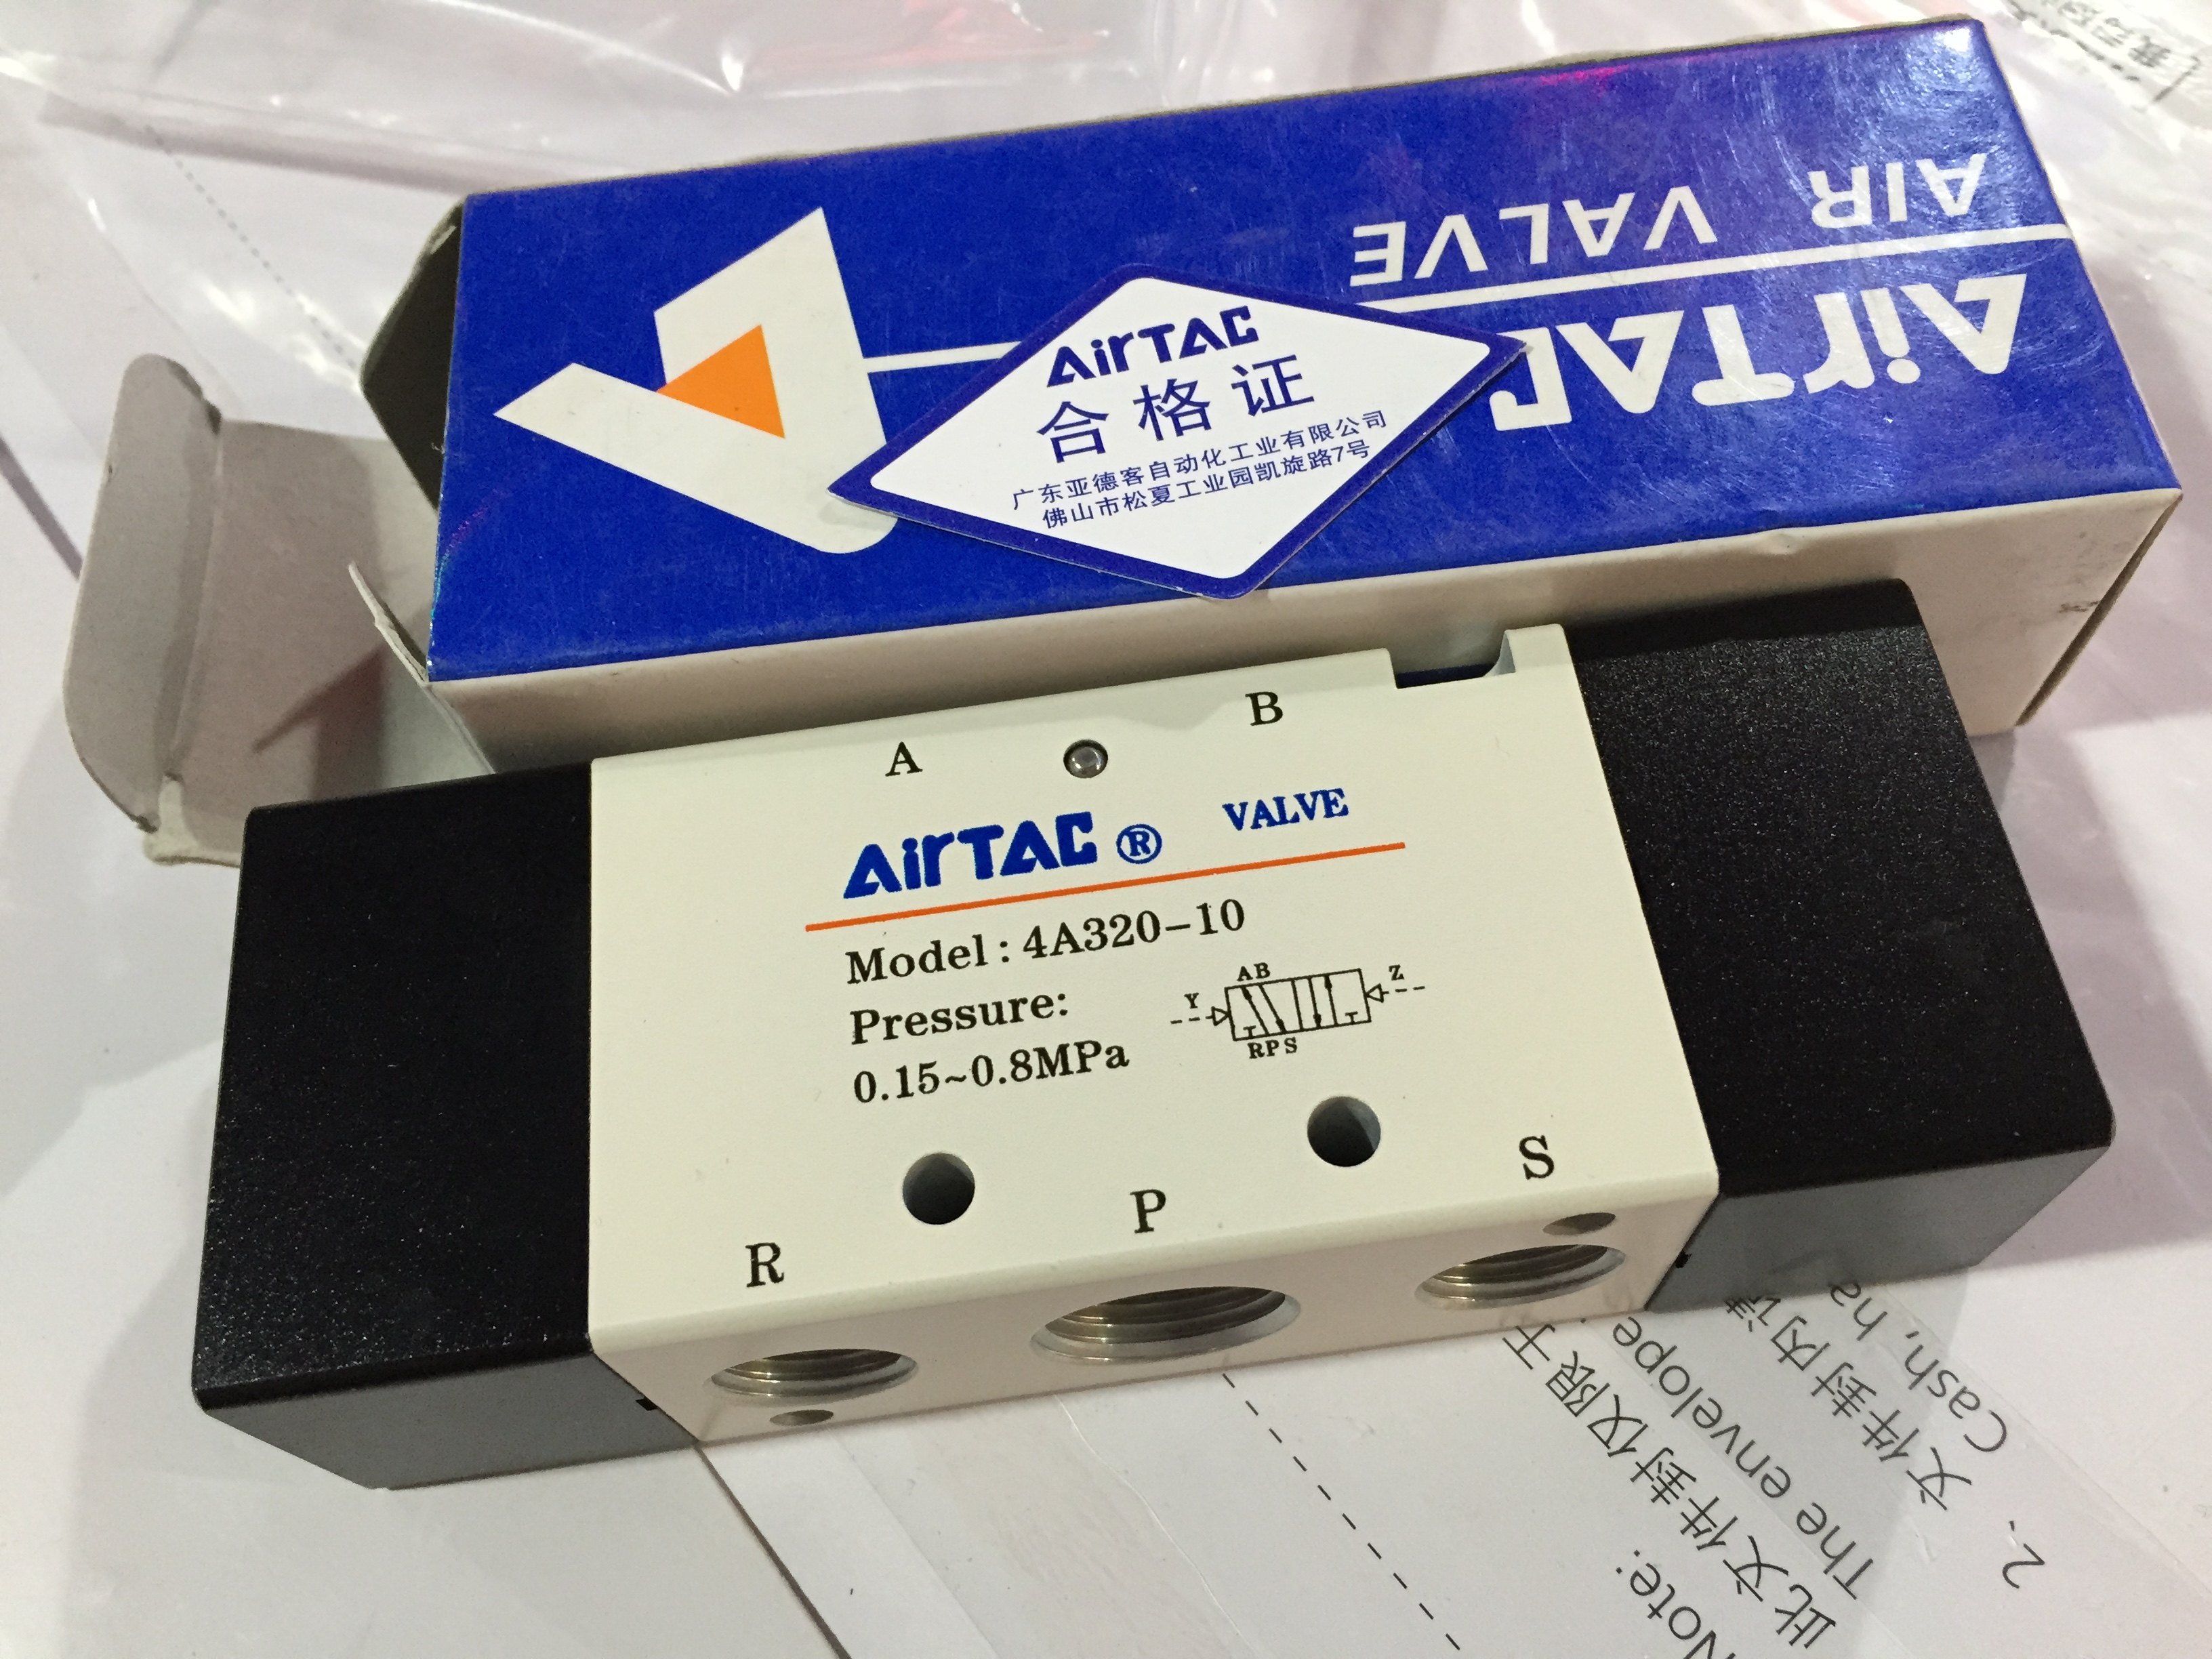 AirTAC
AIR VALVE
AirTAC
合格证
广东亚德客自动化工业有限公司
佛山市松夏工业园凯旋路7号
A
B
AirTAC ® VALVE
Model: 4A320-10
Pressure:
0.15~0.8MPa
AB
Y
Z
RPS
R
P
S
Note:
此文件封仅限于
The envelope
2、文件封内请
Cash, ha